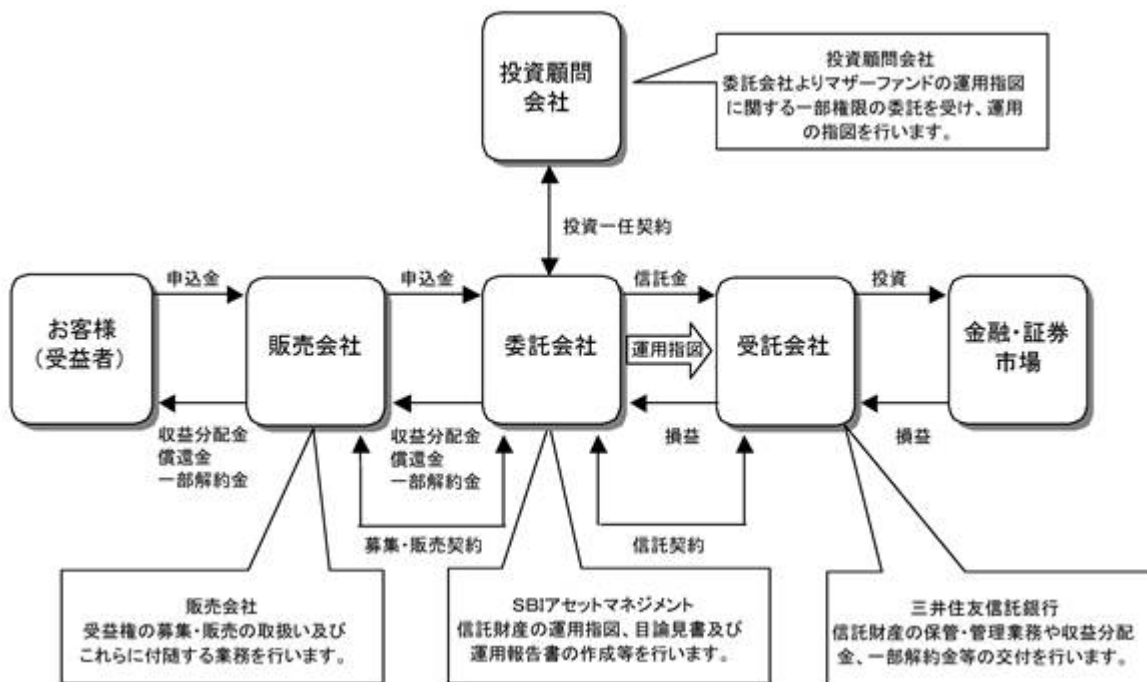 投資顧問
会社
投資顧問会社
委託会社よりマザーファンドの運用指図
に関する一部権限の委託を受け、運用
の指図を行います。
投資一任契約
お客様
(受益者)
申込金
販売会社
申込金
委託会社
信託金
運用指図
受託会社
投資
金融・証券
市場
収益分配金
償還金
一部解約金
収益分配金
償還金
一部解約金
損益
損益
募集・販売契約
信託契約
販売会社
受益権の募集・販売の取扱い及び
これらに付随する業務を行います。
SBIアセットマネジメント
信託財産の運用指図、目論見書及び
運用報告書の作成等を行います。
三井住友信託銀行
信託財産の保管・管理業務や収益分配
金、一部解約金等の交付を行います。